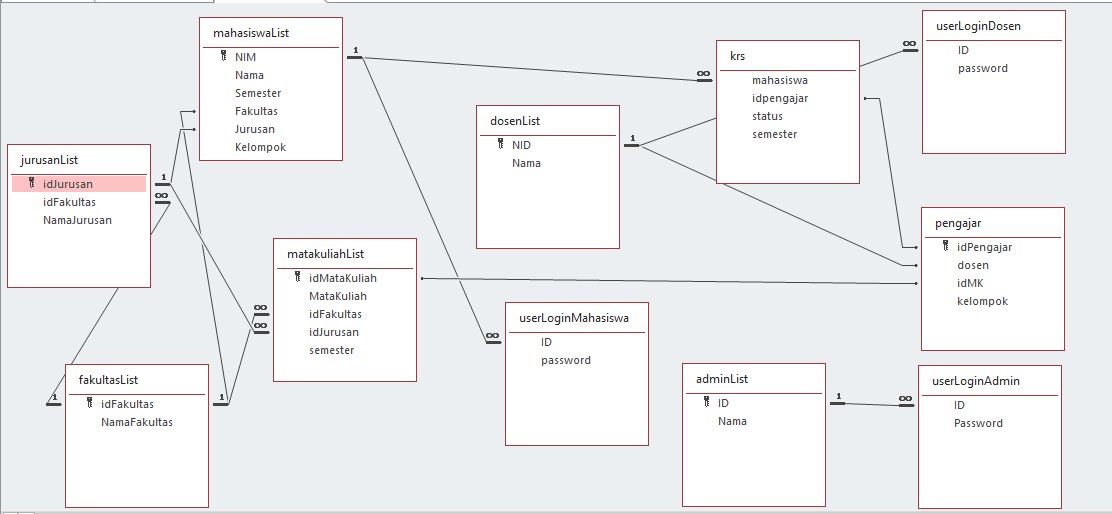 mahasiswaList
NIM
Nama
Semester
Fakultas
Jurusan
Kelompok
jurusanList
idJurusan
idFakultas
NamaJurusan
fakultasList
idFakultas
NamaFakultas
matakuliahList
idMataKuliah
MataKuliah
idFakultas
idJurusan
semester
dosenList
NID
Nama
userLoginMahasiswa
ID
password
krs
mahasiswa
idpengajar
status
semester
userLoginDosen
ID
password
pengajar
idPengajar
dosen
idMK
kelompok
adminList
ID
Nama
userLoginAdmin
ID
Password
1
∞
1
∞
1
∞
1
1
∞
∞
∞
1
∞
1